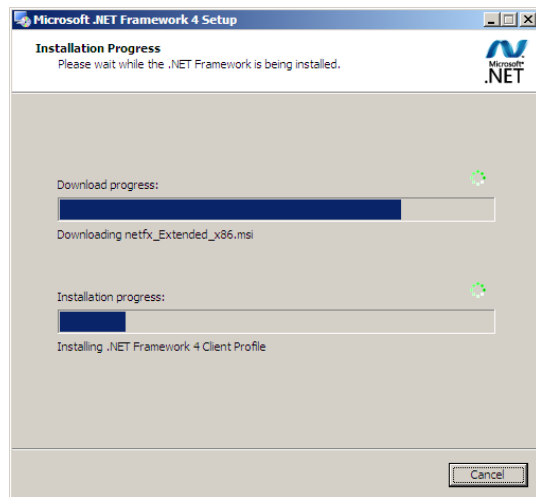 Microsoft .NET Framework 4 Setup
Installation Progress
Please wait while the .NET Framework is being installed.
Microsoft
.NET
Download progress:
Downloading netfx_Extended_x86.msi
Installation progress:
Installing .NET Framework 4 Client Profile
Cancel